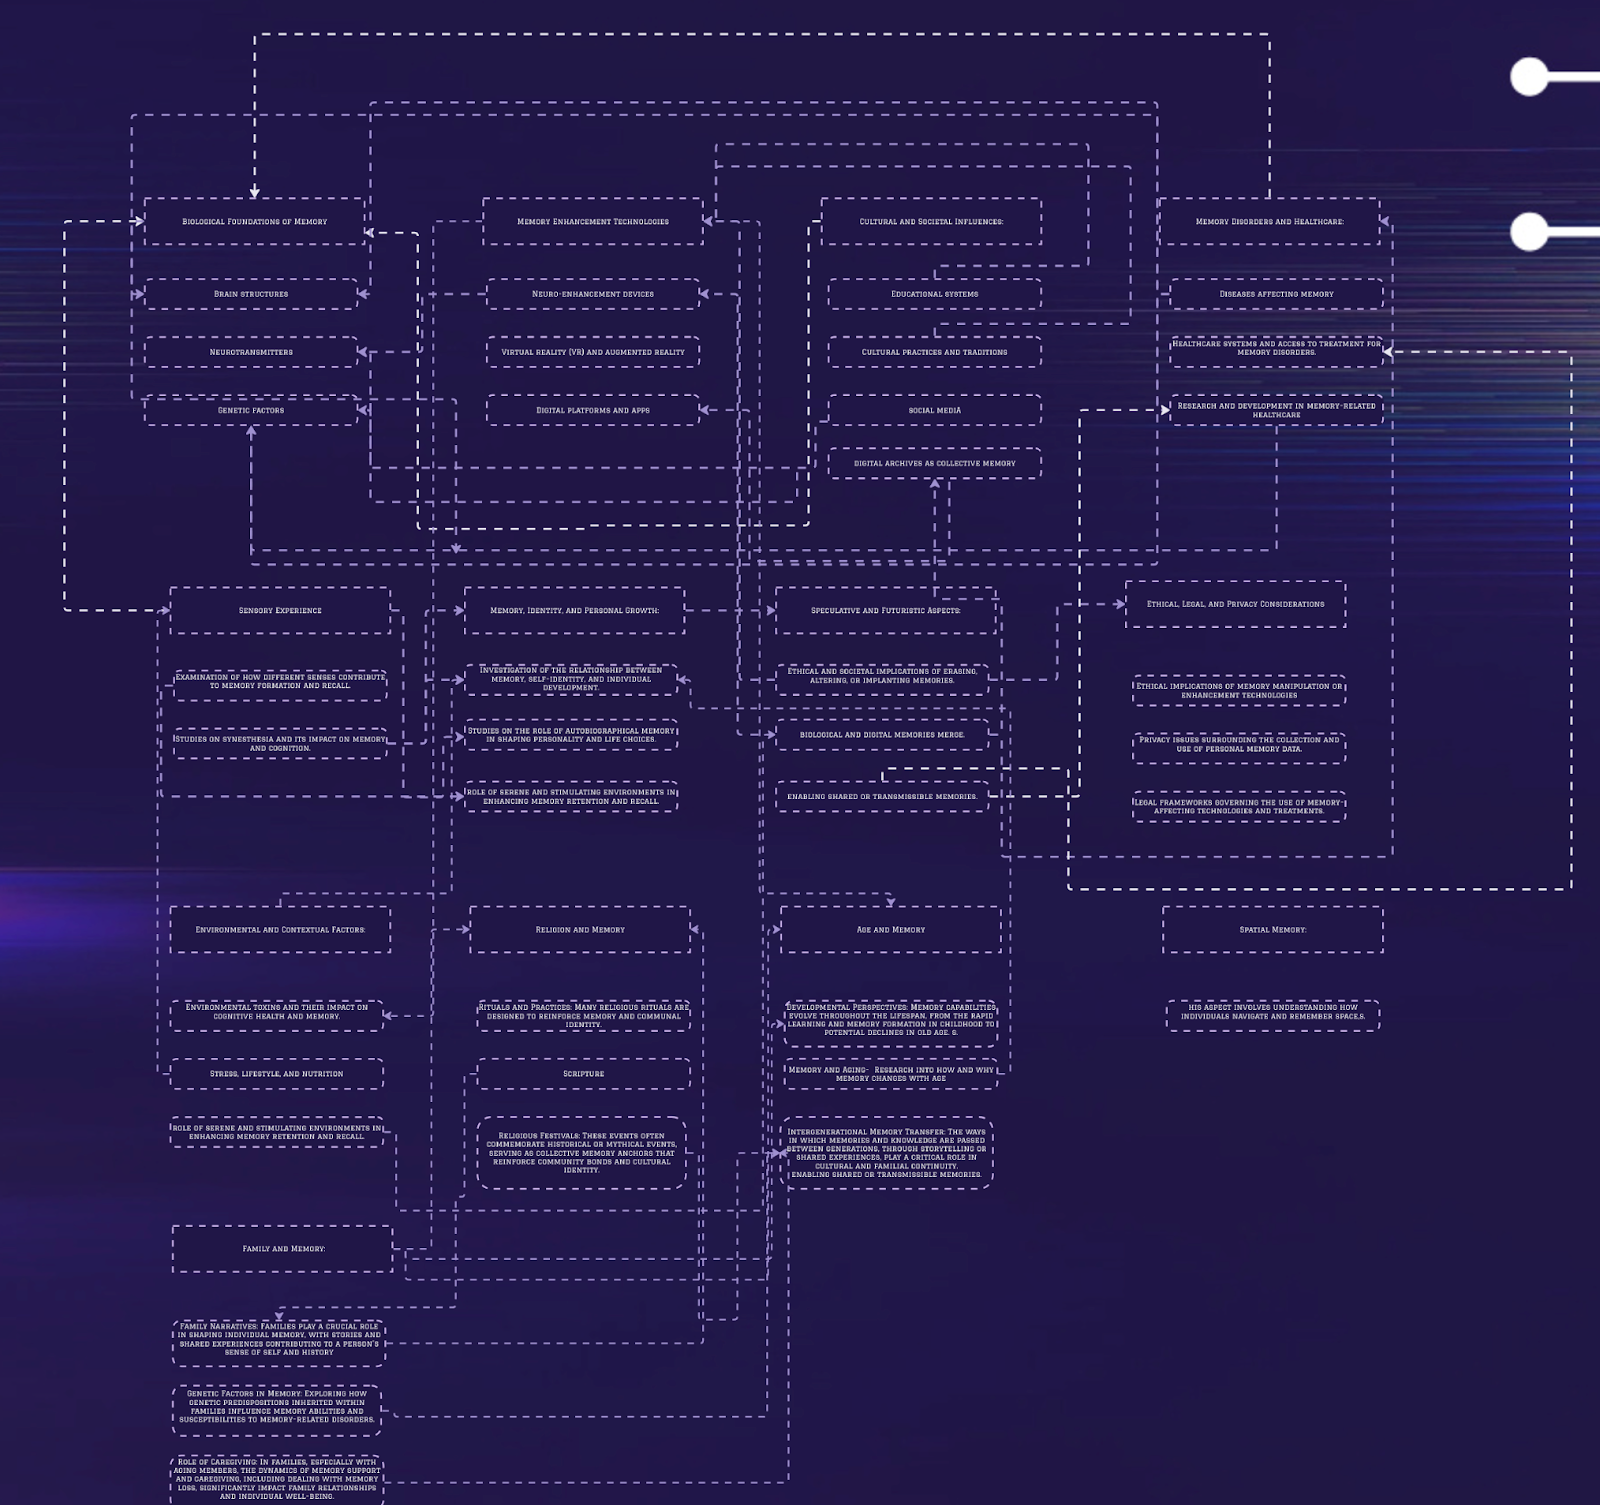 Biological Foundations of Memory
Memory Enhancement Technologies
Cultural and Societal Influences:
Memory Disorders and Healthcare:
Brain structures
Neuro-enhancement devices
Educational systems
Diseases affecting memory
Neurotransmitters
Virtual reality (VR) and augmented reality
Cultural practices and traditions
Healthcare systems and access to treatment for
memory disorders.
Genetic factors
Digital platforms and apps
social media
Research and development in memory-related
healthcare
digital archives as collective memory
Sensory Experience
Memory, Identity, and Personal Growth:
Speculative and Futuristic Aspects:
Ethical, Legal, and Privacy Considerations
Examination of how different senses contribute
to memory formation and recall.
Investigation of the relationship between
memory, self-identity, and individual
development.
Ethical and societal implications of erasing,
altering, or implanting memories.
Ethical implications of memory manipulation or
enhancement technologies
Studies on synesthesia and its impact on memory
and cognition.
Studies on the role of autobiographical memory
in shaping personality and life choices.
biological and digital memories merge.
Privacy issues surrounding the collection and
use of personal memory data.
role of serene and stimulating environments in
enhancing memory retention and recall
enabling shared or transmissible memories.
Legal frameworks governing the use of memory-
affecting technologies and treatments.
Environmental and Contextual Factors:
Religion and Memory
Age and Memory
Spatial Memory:
Environmental toxins and their impact on
cognitive health and memory.
Rituals and Practices: Many religious rituals are
designed to reinforce memory and communal
identity.
Developmental Perspectives: Memory capabilities
evolve throughout the lifespan, from the rapid
learning and memory formation in childhood to
potential declines in old age. &.
his aspect involves understanding how
individuals navigate and remember space,s.
Stress, lifestyle, and nutrition
Scripture
Memory and Aging- Research into how and why
memory changes with age
role of serene and stimulating environments in
enhancing memory retention and recall
Religious Festivals: These events often
commemorate historical or mythical events,
serving as collective memory anchors that
reinforce community bonds and cultural
identity.
Intergenerational Memory Transfer: The ways
in which memories and knowledge are passed
between generations, through storytelling or
shared experiences, play a critical role in
cultural and familial continuity.
enabling shared or transmissible memories.
Family and Memory:
Family Narratives: Families play a crucial role
in shaping individual memory, with stories and
shared experiences contributing to a person's
sense of self and history
Genetic Factors in Memory: Exploring how
genetic predispositions inherited within
families influence memory abilities and
susceptibilities to memory-related disorders.
Role of Caregiving: In families, especially with
aging members, the dynamics of memory support
and caregiving, including dealing with memory
loss, significantly impact family relationships
and individual well-being.